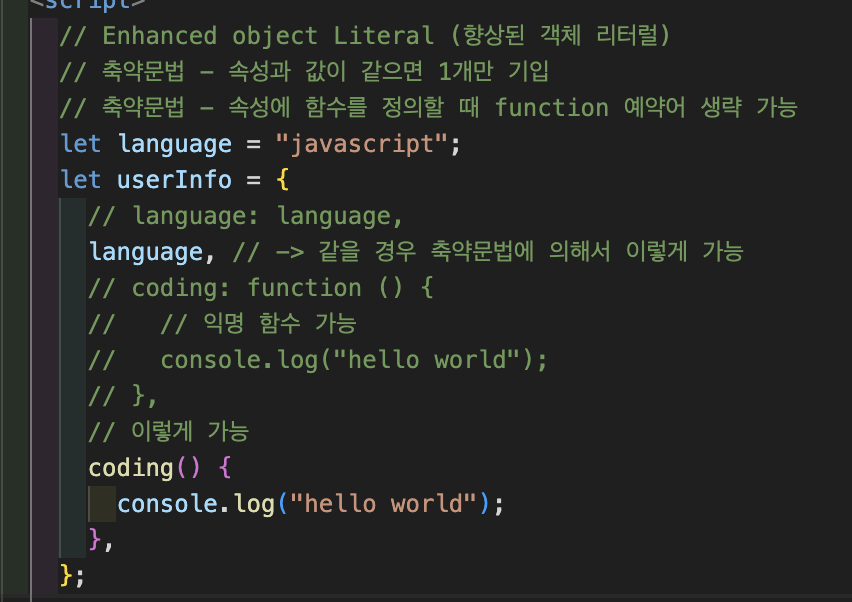 <script>
// Enhanced object Literal (향상된 객체 리터럴)
// 축약문법 - 속성과 값이 같으면 1개만 기입
// 축약문법 - 속성에 함수를 정의할 때 function 예약어 생략 가능
let language = "javascript";
let userInfo = {
// language: language,
language, // -> 같을 경우 축약문법에 의해서 이렇게 가능
// coding: function () {
//   // 익명 함수 가능
//   console.log("hello world");
// },
// 이렇게 가능
coding() {
console.log("hello world");
},
};